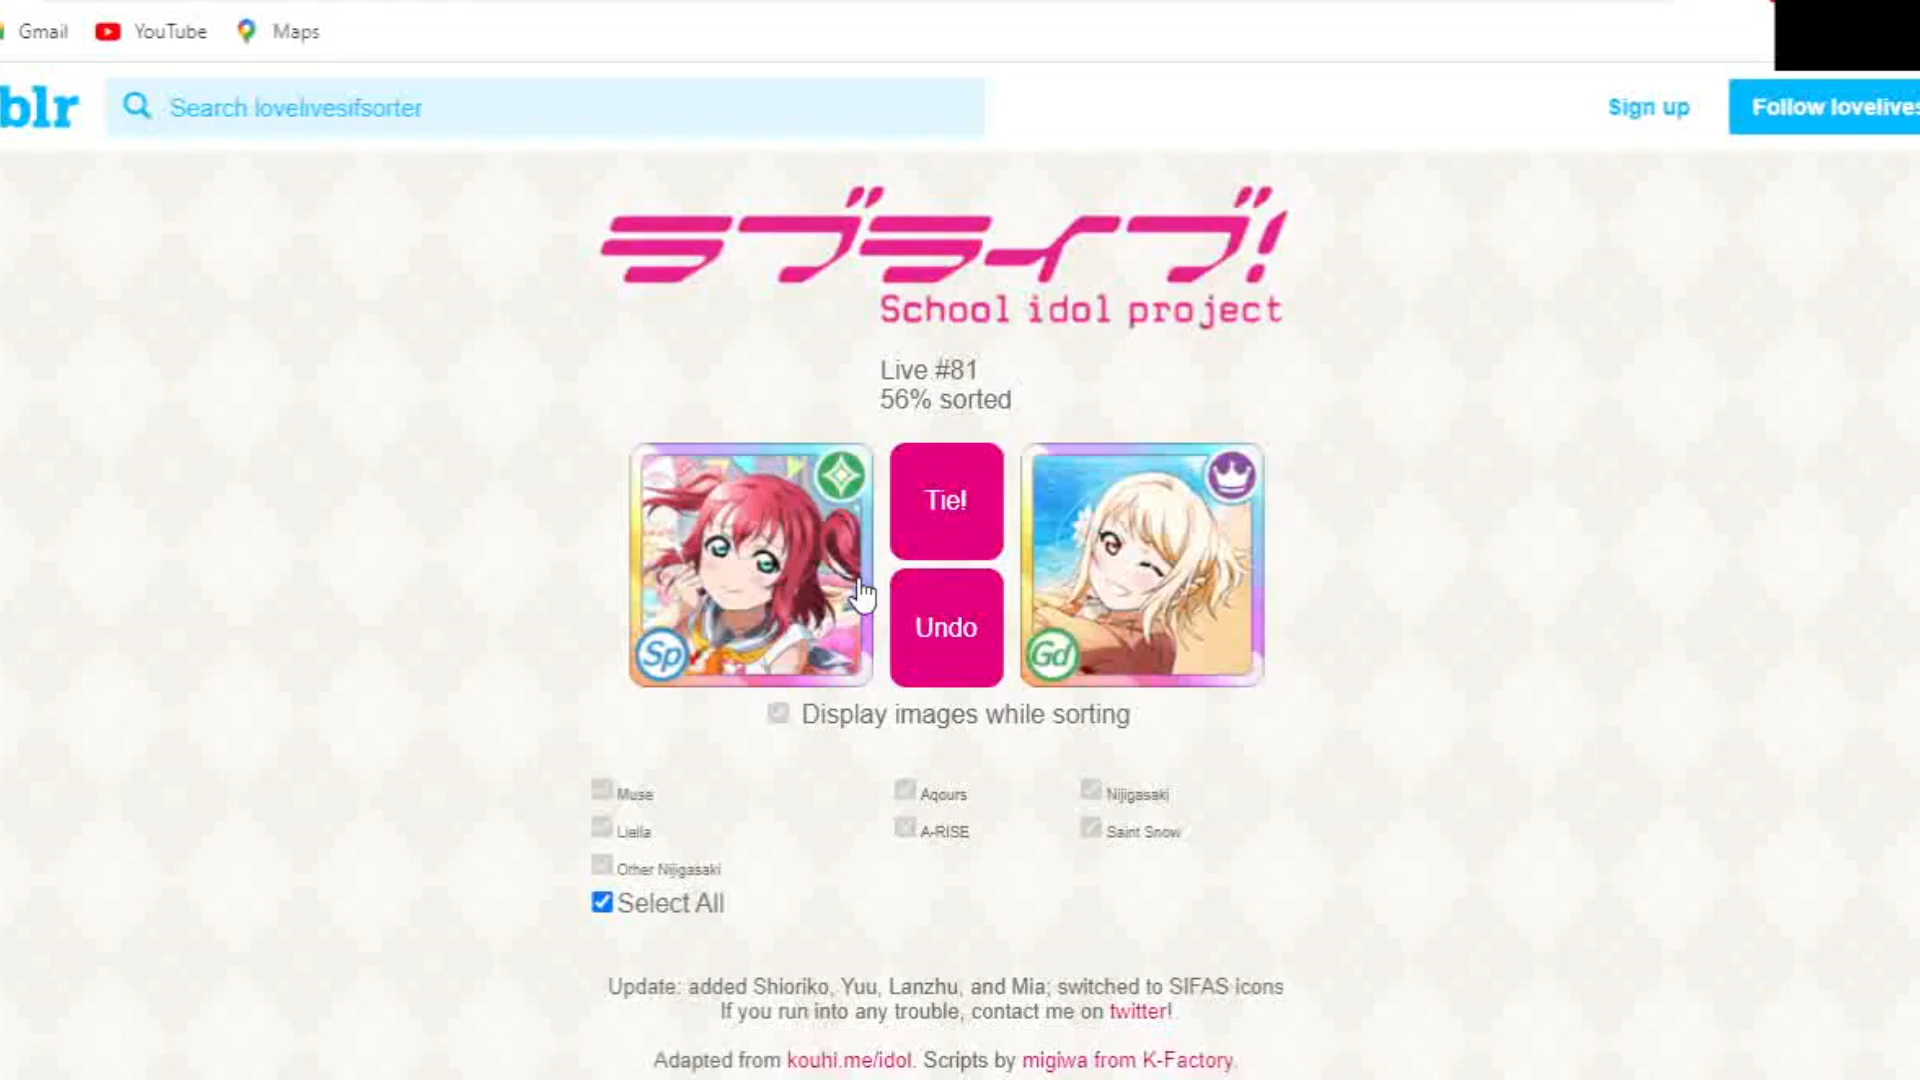 Gmail YouTube Maps
blr Search lovelivesifsorter Sign up Follow lovelives
ラブライブ!
School idol project
Live #81
56% sorted
Tie!
Undo
Sp
Gd
Display images while sorting
Muse Aqours Nijigasaki
Liella A-RISE Saint Snow
Other Nijigasaki
Select All
Update: added Shioriko, Yuu, Lanzhu, and Mia; switched to SIFAS icons
If you run into any trouble, contact me on twitter!
Adapted from kouhi.me/idol. Scripts by migiwa from K-Factory.